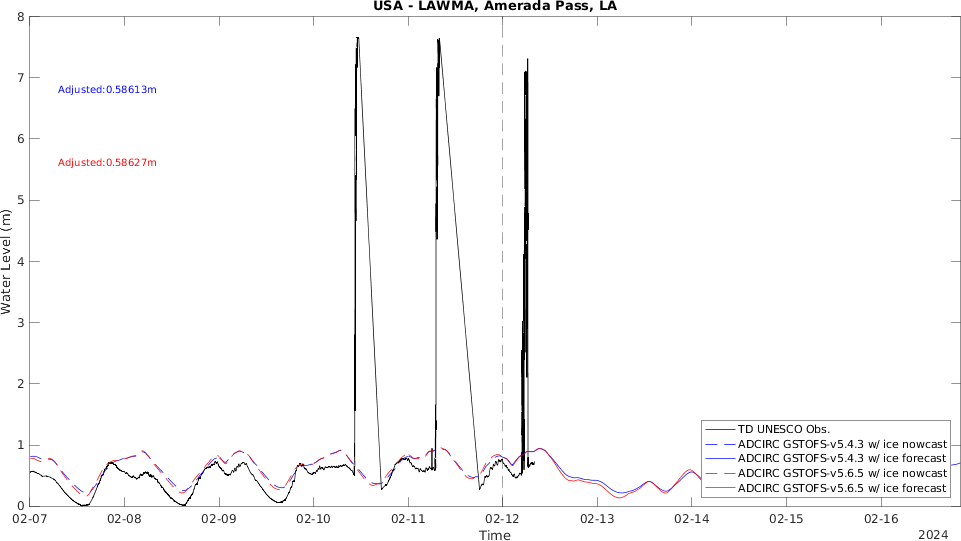 USA - LAWMA, Amerada Pass, LA
8
7
6
5
4
3
2
1
0
Water Level (m)
Adjusted:0.58613m
Adjusted:0.58627m
TD UNESCO Obs.
ADCIRC GSTOFS-v5.4.3 w/ ice nowcast
ADCIRC GSTOFS-v5.4.3 w/ ice forecast
ADCIRC GSTOFS-v5.6.5 w/ ice nowcast
ADCIRC GSTOFS-v5.6.5 w/ ice forecast
02-07 02-08 02-09 02-10 02-11 02-12 02-13 02-14 02-15 02-16
Time
2024